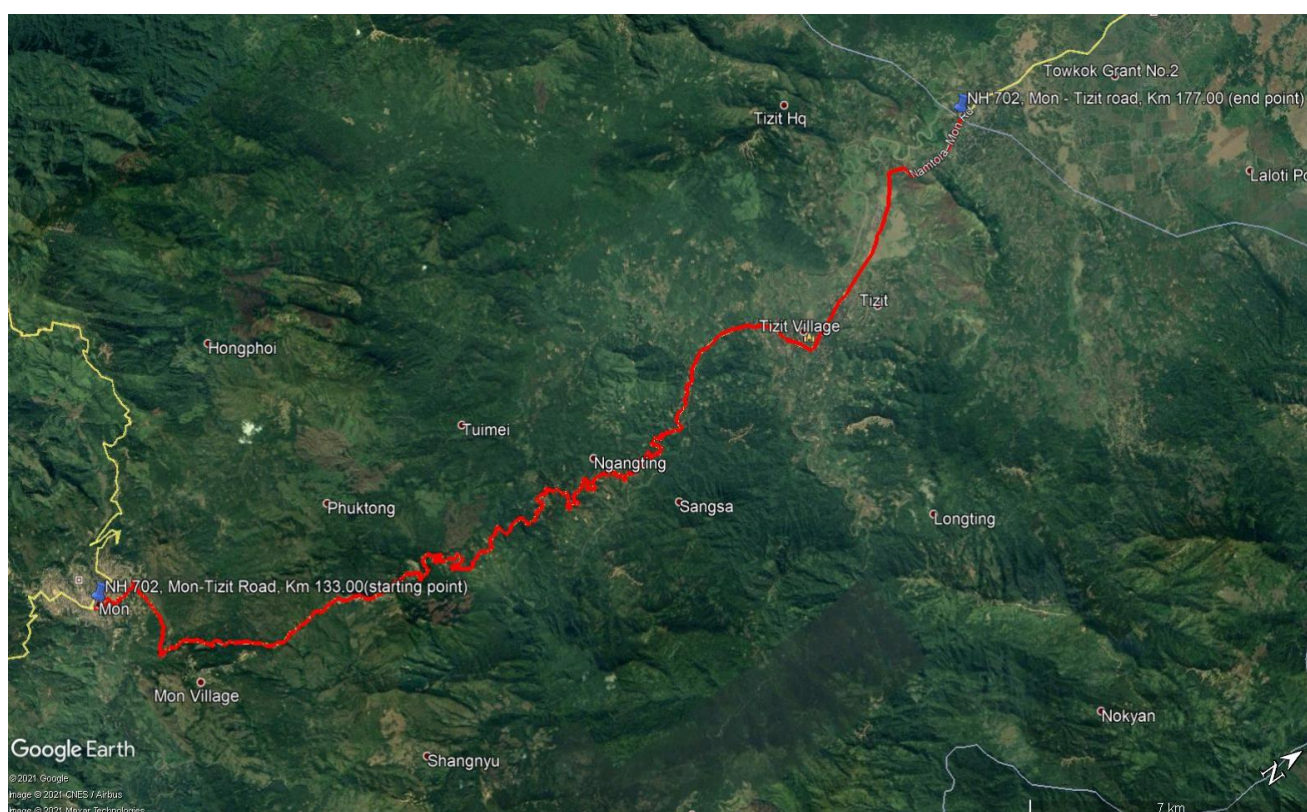 Towkok Grant No.2
NH 702, Mon - Tizit road, Km 177.00 (end point)
Tizit Hq
Namtola-Mon
Laloti Po
Tizit
Tizit Village
Hongphoi
Tuimei
Ngangting
Phuktong
Sangsa
Longting
NH 702, Mon-Tizit Road, Km 133.00(starting point)
Mon
Mon Village
Nokyan
Shangnyu
Google Earth
©2021 Google
Image © 2021 CNES / Airbus
Image © 2021 Maxar Technologies
7 km
N